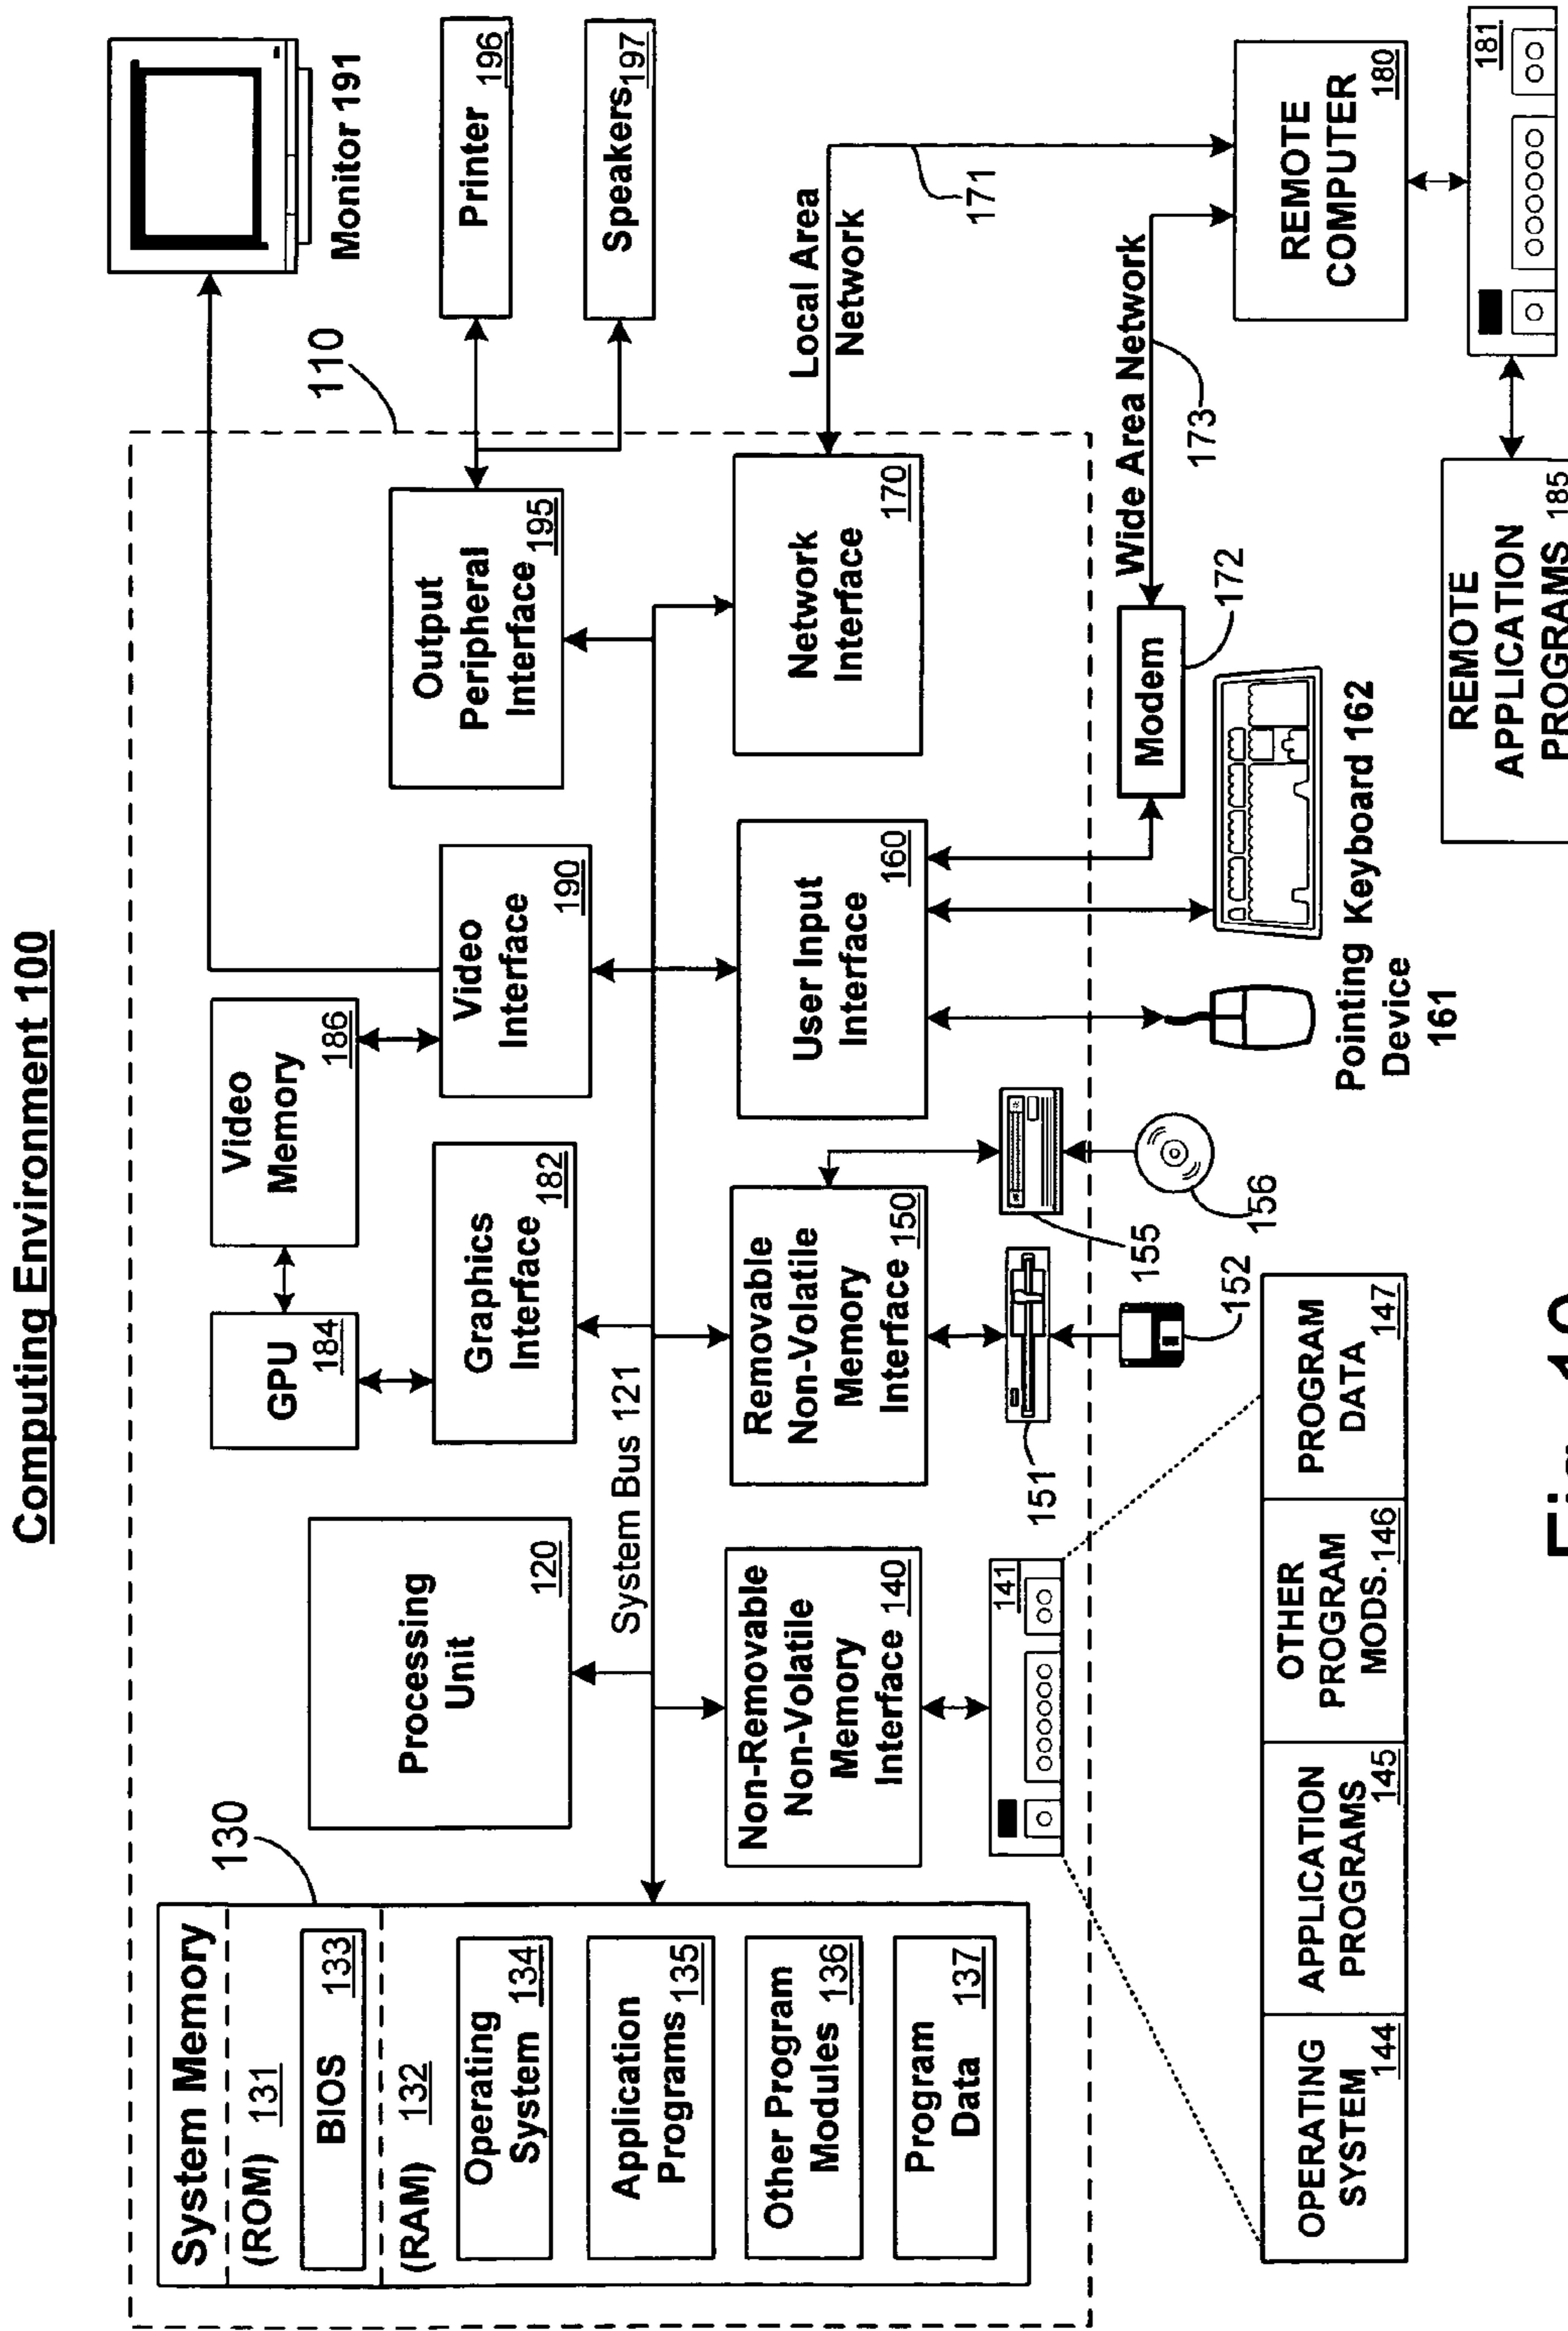 Computing Environment 100
110
Monitor 191
Printer 196
Speakers 197
130
System Memory
(ROM) 131
BIOS 133
(RAM) 132
Operating
System 134
Application
Programs 135
Other Program
Modules 136
Program
Data 137
Processing
Unit
120
GPU
184
Video
Memory
186
Graphics
Interface 182
Video
Interface
190
Output
Peripheral
Interface 195
System Bus 121
Non-Removable
Non-Volatile
Memory
Interface 140
Removable
Non-Volatile
Memory
Interface 150
User Input
Interface
160
Network
Interface
170
Local Area
Network
171
141
151
155
152
156
Modem
172
Wide Area Network
173
Pointing
Device
161
Keyboard 162
REMOTE
COMPUTER
180
181
REMOTE
APPLICATION
PROGRAMS 185
OPERATING
SYSTEM 144
APPLICATION
PROGRAMS 145
OTHER
PROGRAM
MODS. 146
PROGRAM
DATA 147